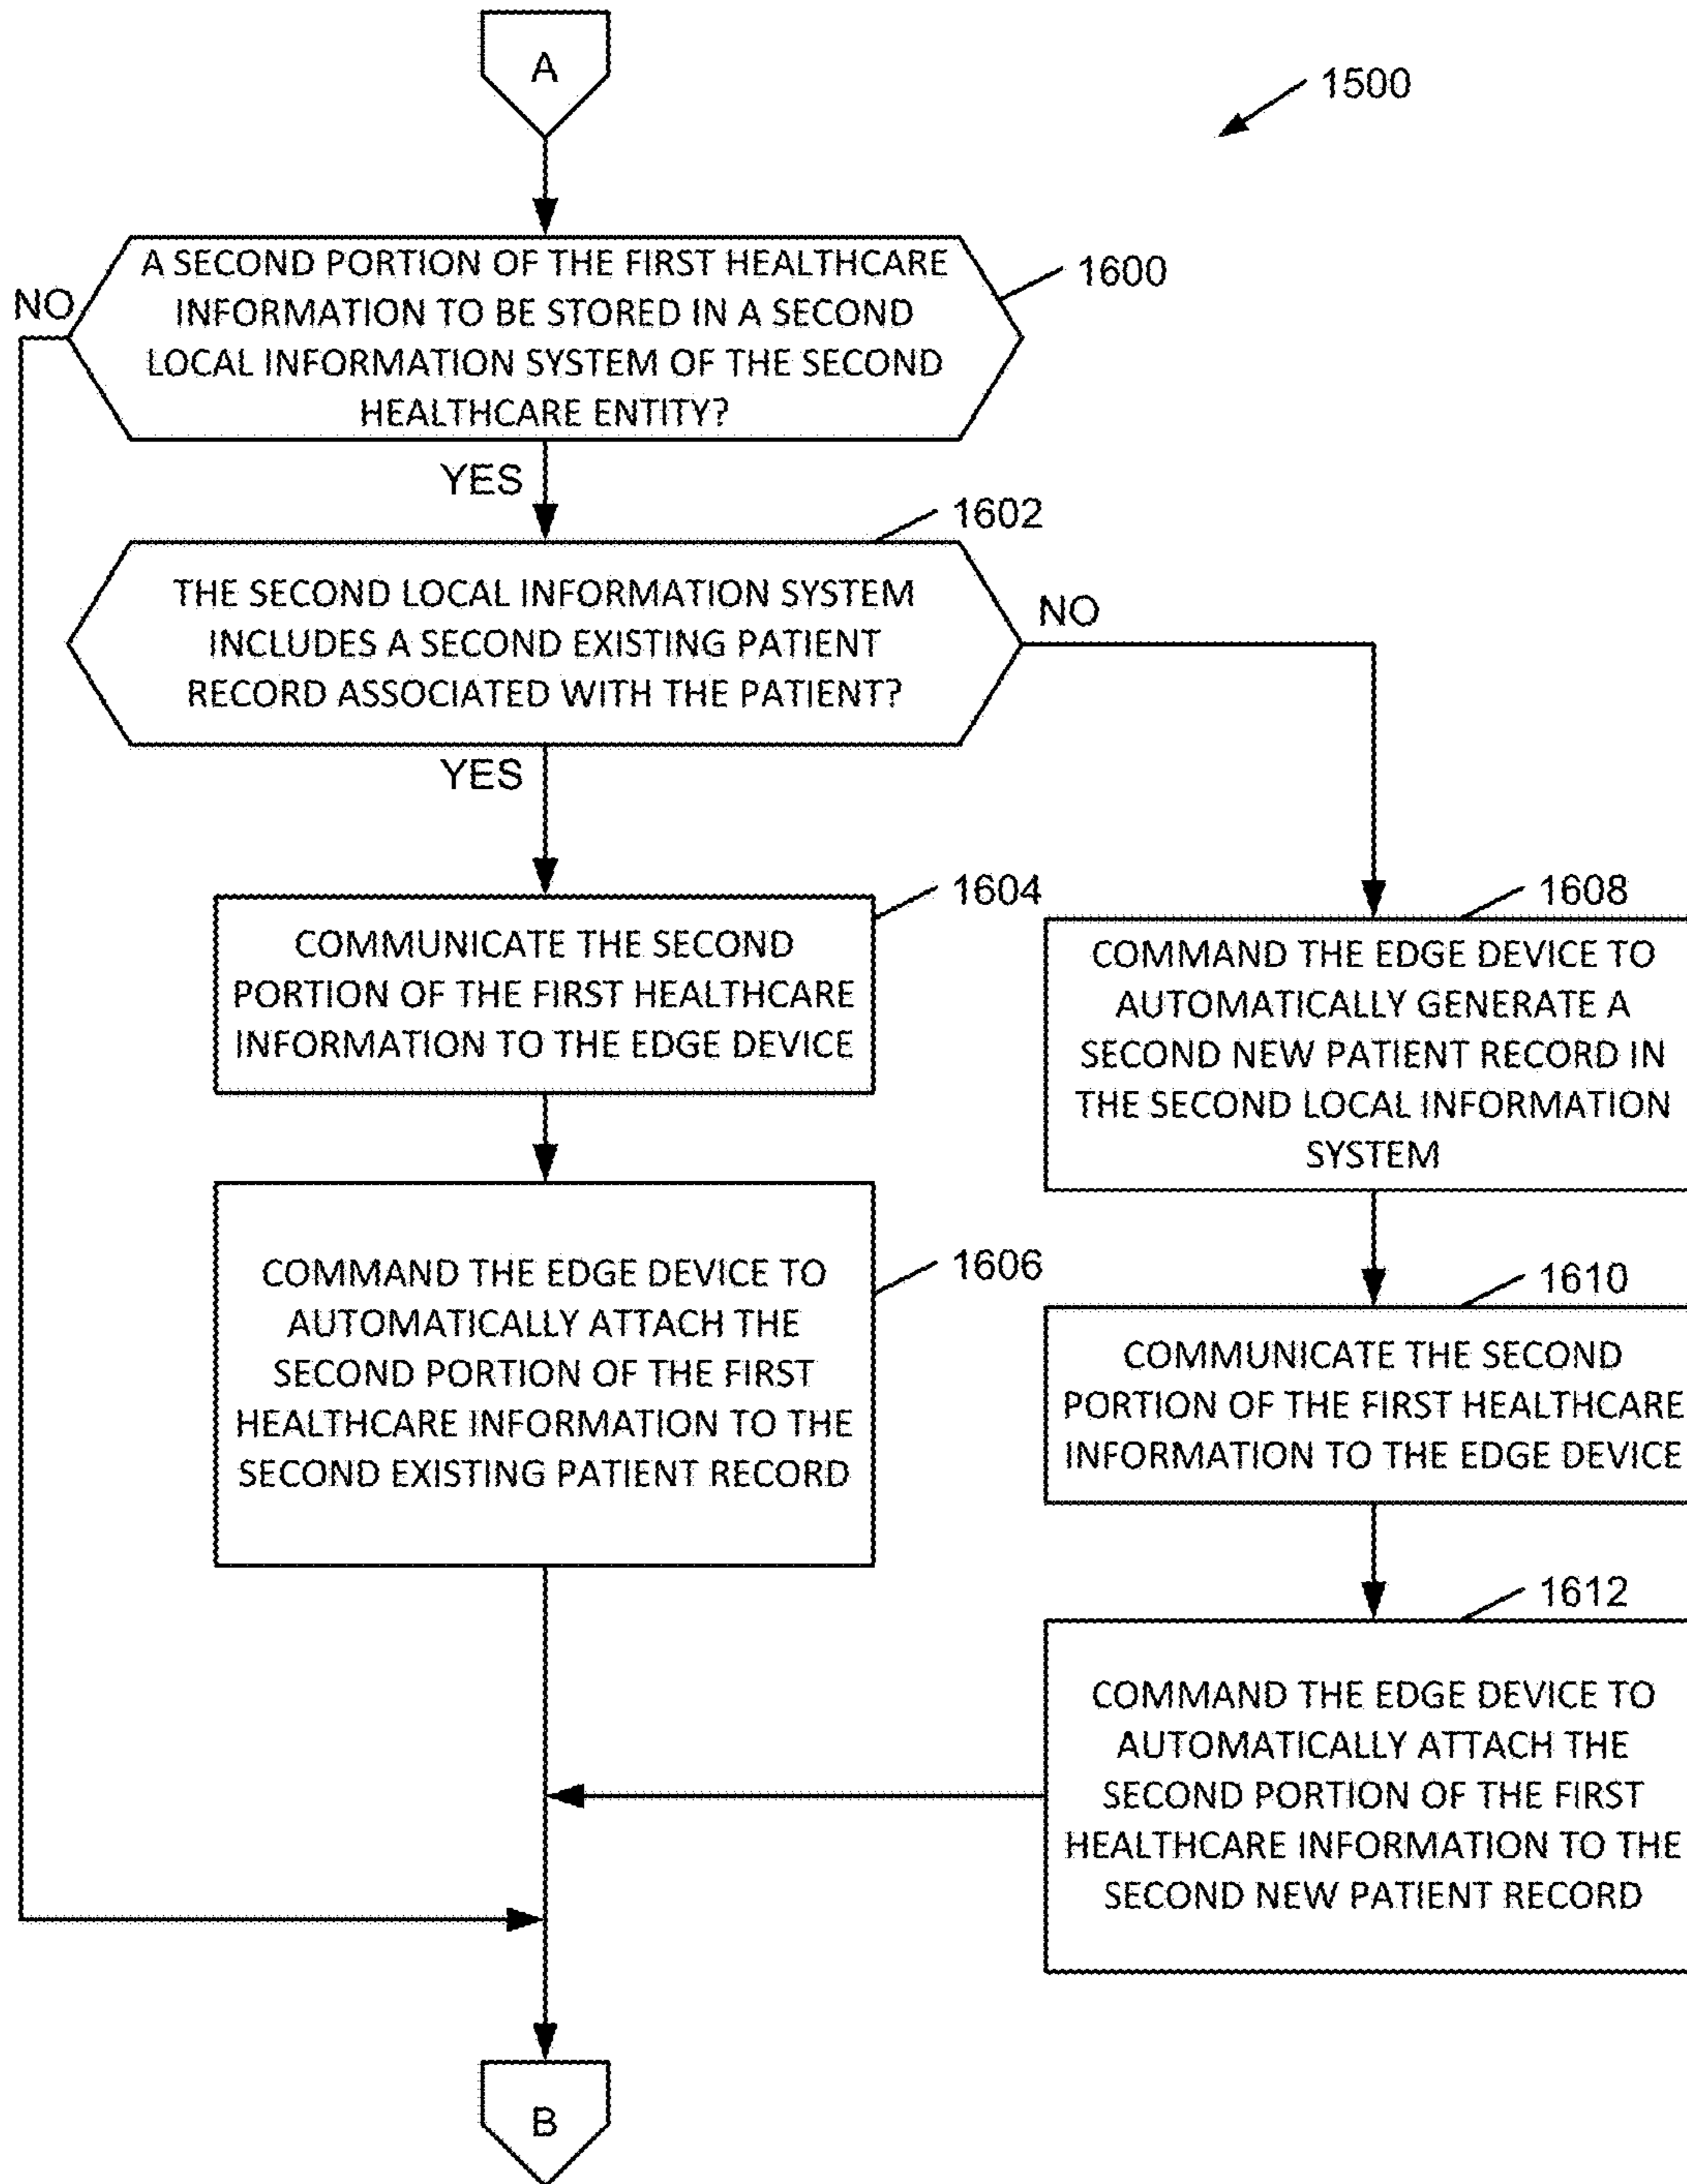 A
1500
A SECOND PORTION OF THE FIRST HEALTHCARE
INFORMATION TO BE STORED IN A SECOND
LOCAL INFORMATION SYSTEM OF THE SECOND
HEALTHCARE ENTITY?
1600
NO
YES
1602
THE SECOND LOCAL INFORMATION SYSTEM
INCLUDES A SECOND EXISTING PATIENT
RECORD ASSOCIATED WITH THE PATIENT?
NO
YES
1604
COMMUNICATE THE SECOND
PORTION OF THE FIRST HEALTHCARE
INFORMATION TO THE EDGE DEVICE
1606
COMMAND THE EDGE DEVICE TO
AUTOMATICALLY ATTACH THE
SECOND PORTION OF THE FIRST
HEALTHCARE INFORMATION TO THE
SECOND EXISTING PATIENT RECORD
1608
COMMAND THE EDGE DEVICE TO
AUTOMATICALLY GENERATE A
SECOND NEW PATIENT RECORD IN
THE SECOND LOCAL INFORMATION
SYSTEM
1610
COMMUNICATE THE SECOND
PORTION OF THE FIRST HEALTHCARE
INFORMATION TO THE EDGE DEVICE
1612
COMMAND THE EDGE DEVICE TO
AUTOMATICALLY ATTACH THE
SECOND PORTION OF THE FIRST
HEALTHCARE INFORMATION TO THE
SECOND NEW PATIENT RECORD
B